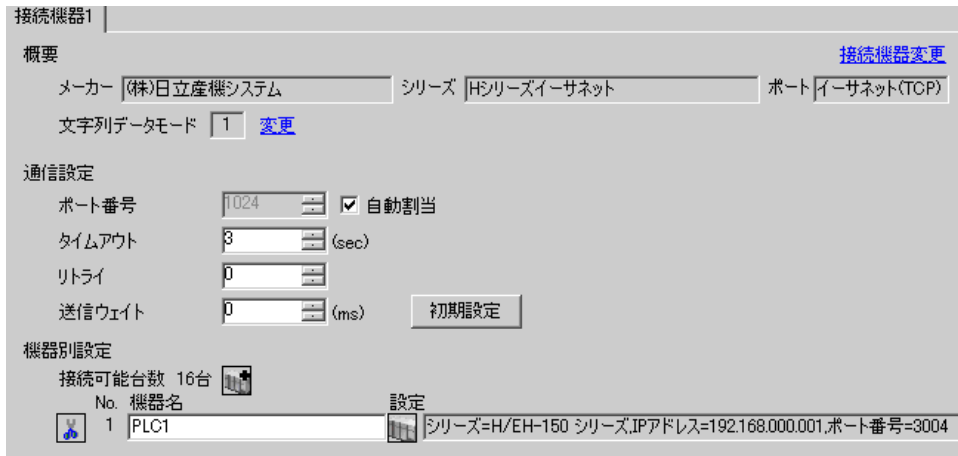 接続機器1
概要 接続機器変更
メーカー (株)日立産機システム シリーズ Hシリーズイーサネット ポート イーサネット(TCP)
文字列データモード 1 変更
通信設定
ポート番号 1024 自動割当
タイムアウト 3 (sec)
リトライ 0
送信ウェイト 0 (ms) 初期設定
機器別設定
接続可能台数 16台
No. 機器名 設定
1 PLC1 シリーズ=H/EH-150 シリーズ,IPアドレス=192.168.000.001,ポート番号=3004